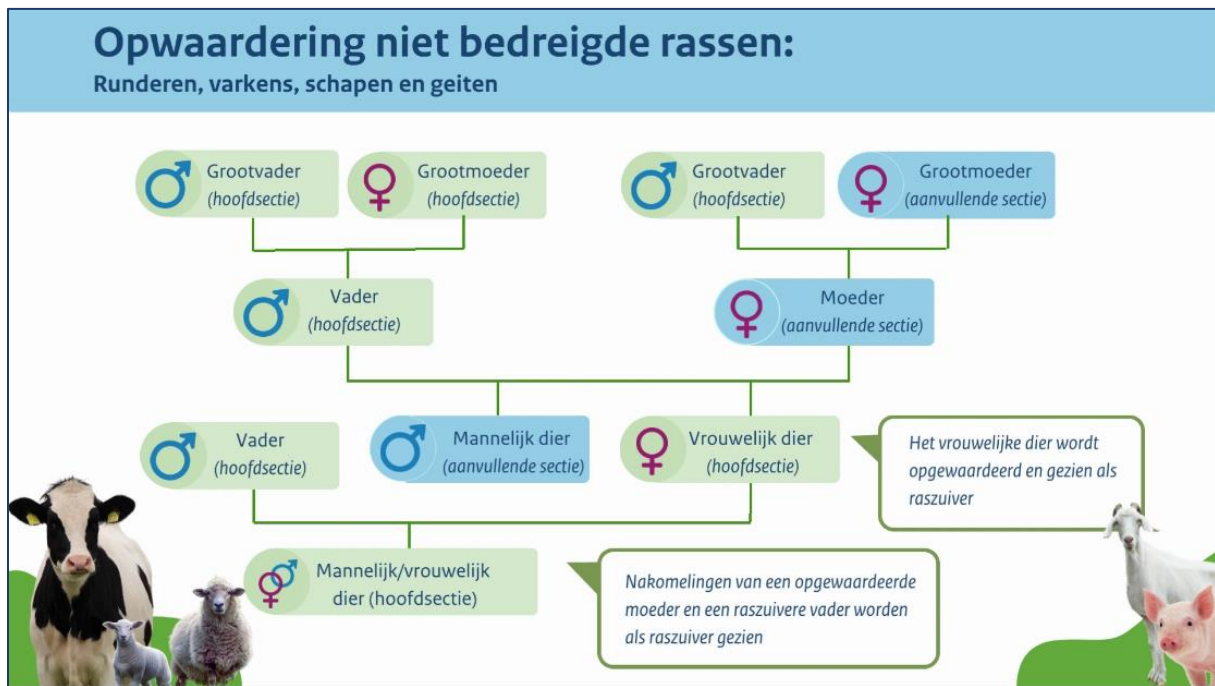 Opwaardering niet bedreigde rassen:
Runderen, varkens, schapen en geiten
Grootvader
(hoofdsectie)
Grootmoeder
(hoofdsectie)
Grootvader
(hoofdsectie)
Grootmoeder
(aanvullende sectie)
Vader
(hoofdsectie)
Moeder
(aanvullende sectie)
Vader
(hoofdsectie)
Mannelijk dier
(aanvullende sectie)
Vrouwelijk dier
(hoofdsectie)
Het vrouwelijke dier wordt
opgewaardeerd en gezien als
raszuiver
Mannelijk/vrouwelijk
dier (hoofdsectie)
Nakomelingen van een opgewaardeerde
moeder en een raszuivere vader worden
als raszuiver gezien